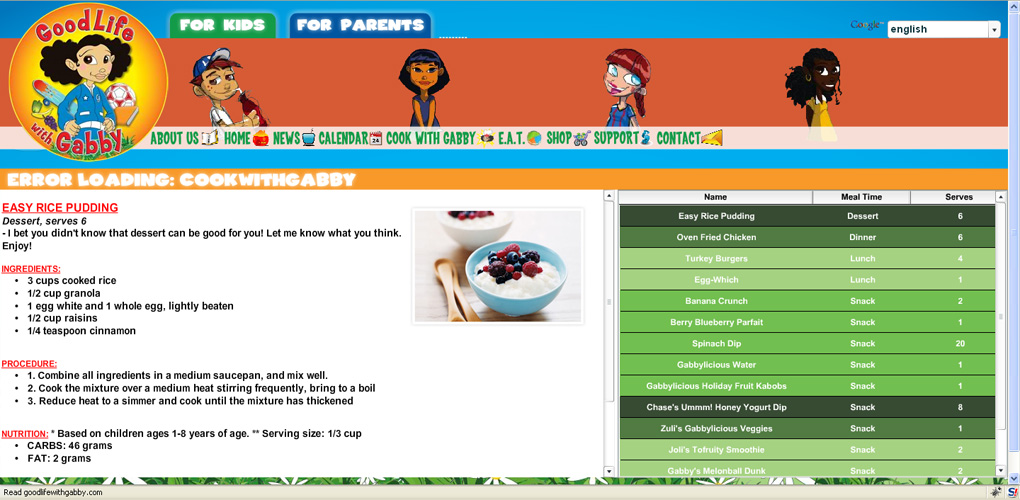 Good Life
with Gabby
FOR KIDS
FOR PARENTS
Google
english
ABOUT US HOME NEWS CALENDAR 24 COOK WITH GABBY E.A.T. SHOP SUPPORT CONTACT
ERROR LOADING: COOKWITHGABBY
EASY RICE PUDDING
Dessert, serves 6
- I bet you didn't know that dessert can be good for you! Let me know what you think.
Enjoy!
INGREDIENTS:
• 3 cups cooked rice
• 1/2 cup granola
• 1 egg white and 1 whole egg, lightly beaten
• 1/2 cup raisins
• 1/4 teaspoon cinnamon
PROCEDURE:
• 1. Combine all ingredients in a medium saucepan, and mix well.
• 2. Cook the mixture over a medium heat stirring frequently, bring to a boil
• 3. Reduce heat to a simmer and cook until the mixture has thickened
NUTRITION: * Based on children ages 1-8 years of age. ** Serving size: 1/3 cup
• CARBS: 46 grams
• FAT: 2 grams
Name Meal Time Serves
Easy Rice Pudding Dessert 6
Oven Fried Chicken Dinner 6
Turkey Burgers Lunch 4
Egg-Which Lunch 1
Banana Crunch Snack 2
Berry Blueberry Parfait Snack 1
Spinach Dip Snack 20
Gabbylicious Water Snack 1
Gabbylicious Holiday Fruit Kabobs Snack 1
Chase's Ummm! Honey Yogurt Dip Snack 8
Zuli's Gabbylicious Veggies Snack 1
Joli's Tofruity Smoothie Snack 2
Gabby's Melonball Dunk Snack 2
Read goodlifewithgabby.com